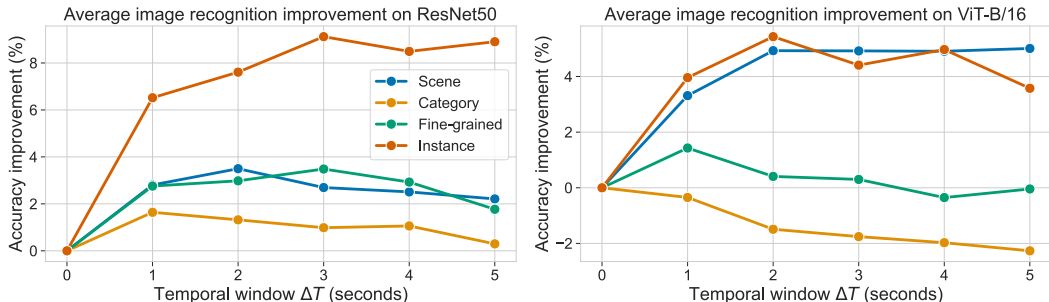 Average image recognition improvement on ResNet50
Accuracy improvement (%)
8
6
4
2
0
Scene
Category
Fine-grained
Instance
0 1 2 3 4 5
Temporal window ΔT (seconds)
Average image recognition improvement on ViT-B/16
Accuracy improvement (%)
4
2
0
−2
0 1 2 3 4 5
Temporal window ΔT (seconds)